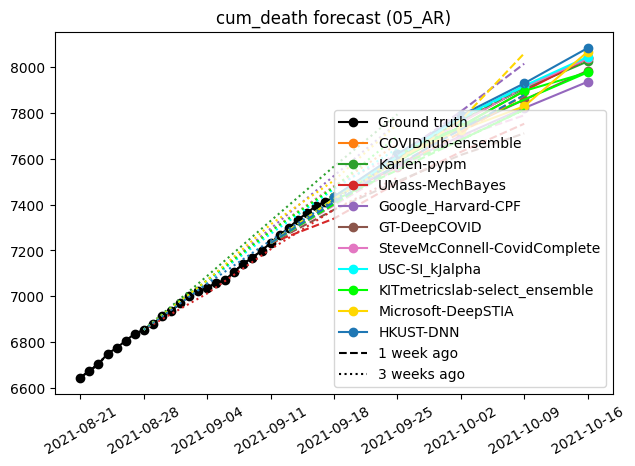 cum_death forecast (05_AR)
8000
7800
7600
7400
7200
7000
6800
6600
Ground truth
COVIDhub-ensemble
Karlen-pypm
UMass-MechBayes
Google_Harvard-CPF
GT-DeepCOVID
SteveMcConnell-CovidComplete
USC-SI_kJalpha
KITmetricslab-select_ensemble
Microsoft-DeepSTIA
HKUST-DNN
1 week ago
3 weeks ago
2021-08-21
2021-08-28
2021-09-04
2021-09-11
2021-09-18
2021-09-25
2021-10-02
2021-10-09
2021-10-16